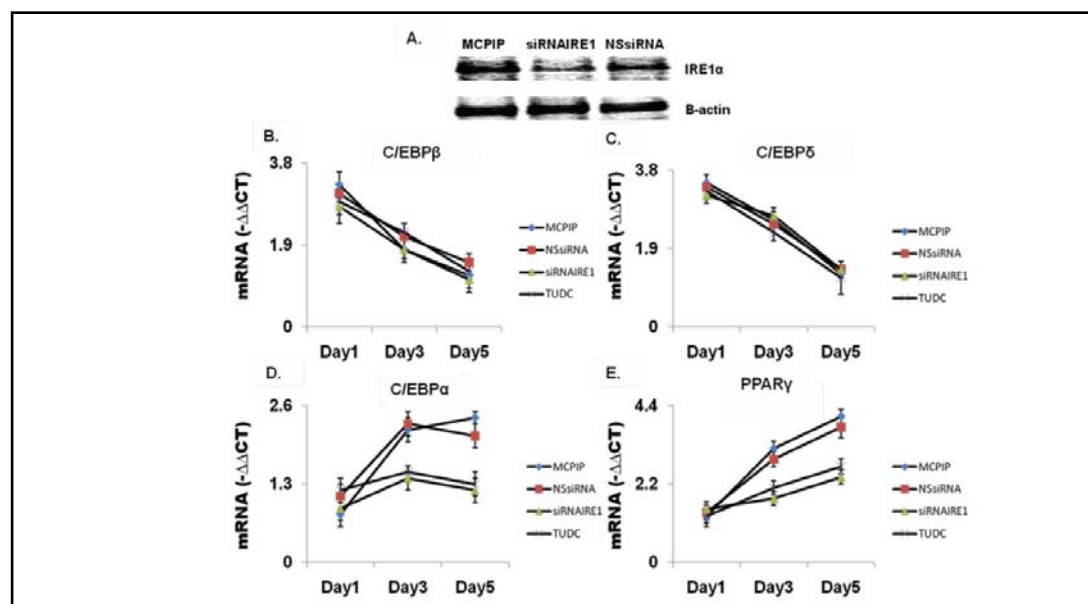 A.
MCPIP siRNAIRE1 NSsiRNA
IRE1α
B-actin
B.
C/EBPβ
mRNA (-ΔΔCT)
3.8
1.9
0
Day1 Day3 Day5
MCPIP
NSsiRNA
siRNAIRE1
TUDC
C.
C/EBPδ
mRNA (-ΔΔCT)
3.8
1.9
0
Day1 Day3 Day5
MCPIP
NSsiRNA
siRNAIRE1
TUDC
D.
C/EBPα
mRNA (-ΔΔCT)
2.6
1.3
0
Day1 Day3 Day5
MCPIP
NSsiRNA
siRNAIRE1
TUDC
E.
PPARγ
mRNA (-ΔΔCT)
4.4
2.2
0
Day1 Day3 Day5
MCPIP
NSsiRNA
siRNAIRE1
TUDC